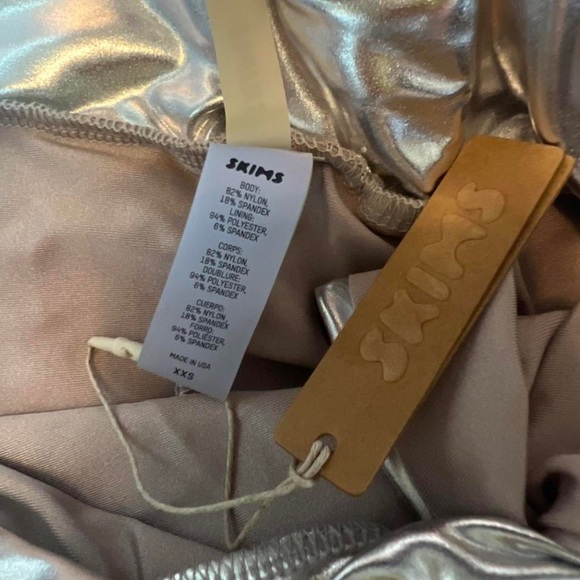 SKIMS
BODY:
82% NYLON,
18% SPANDEX
LINING:
94% POLYESTER,
6% SPANDEX
CORPS:
82% NYLON,
18% SPANDEX
DOUBLURE:
94% POLYESTER,
6% SPANDEX
CUERPO:
82% NYLON,
18% SPANDEX
FORRO:
94% POLIÉSTER,
6% SPANDEX
MADE IN USA
XXS
SKIMS